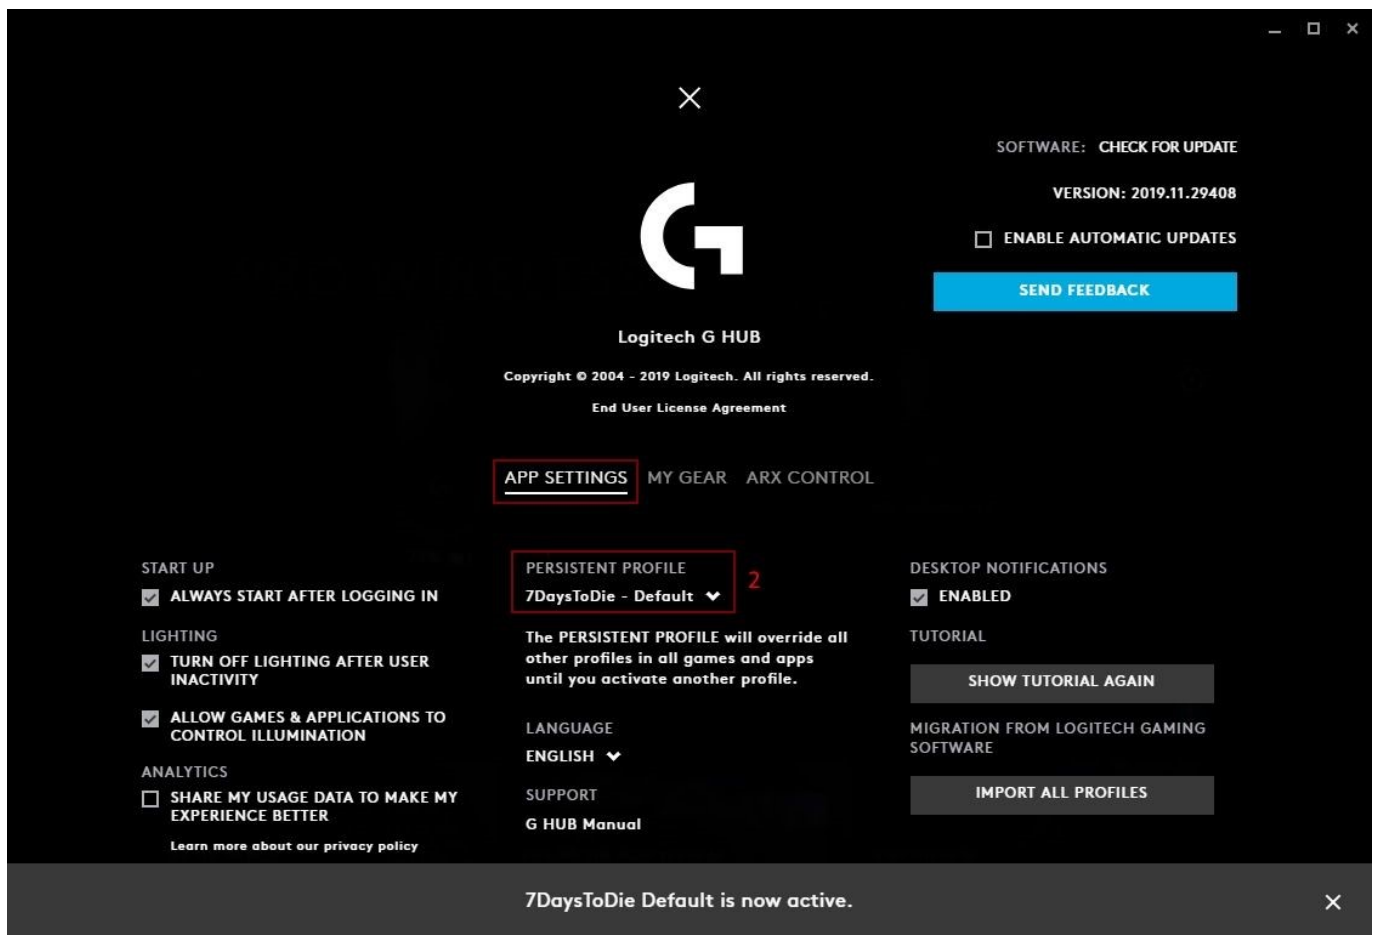 SOFTWARE: CHECK FOR UPDATE
VERSION: 2019.11.29408
ENABLE AUTOMATIC UPDATES
SEND FEEDBACK
Logitech G HUB
Copyright © 2004 - 2019 Logitech. All rights reserved.
End User License Agreement
APP SETTINGS MY GEAR ARX CONTROL
START UP
ALWAYS START AFTER LOGGING IN
LIGHTING
TURN OFF LIGHTING AFTER USER
INACTIVITY
ALLOW GAMES & APPLICATIONS TO
CONTROL ILLUMINATION
ANALYTICS
SHARE MY USAGE DATA TO MAKE MY
EXPERIENCE BETTER
Learn more about our privacy policy
PERSISTENT PROFILE
7DaysToDie - Default
2
The PERSISTENT PROFILE will override all
other profiles in all games and apps
until you activate another profile.
LANGUAGE
ENGLISH
SUPPORT
G HUB Manual
DESKTOP NOTIFICATIONS
ENABLED
TUTORIAL
SHOW TUTORIAL AGAIN
MIGRATION FROM LOGITECH GAMING
SOFTWARE
IMPORT ALL PROFILES
7DaysToDie Default is now active.